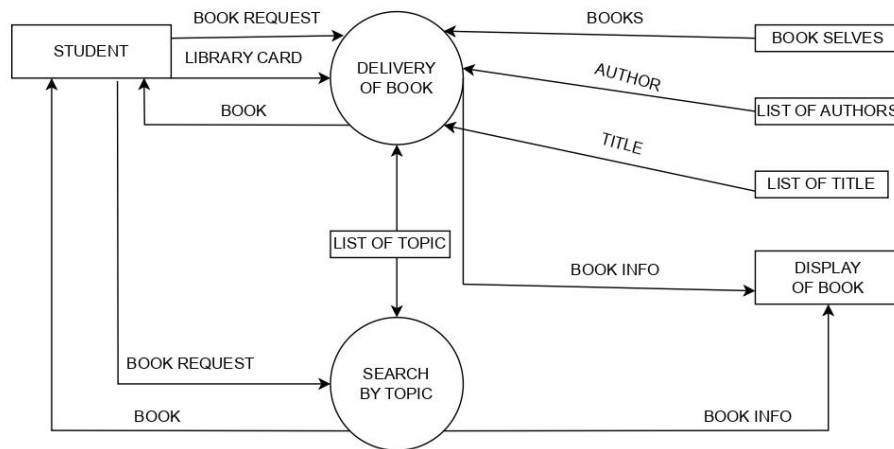 BOOK REQUEST
BOOKS
STUDENT
LIBRARY CARD
DELIVERY
OF BOOK
BOOK SELVES
AUTHOR
BOOK
LIST OF AUTHORS
TITLE
LIST OF TITLE
LIST OF TOPIC
BOOK INFO
DISPLAY
OF BOOK
BOOK REQUEST
SEARCH
BY TOPIC
BOOK
BOOK INFO